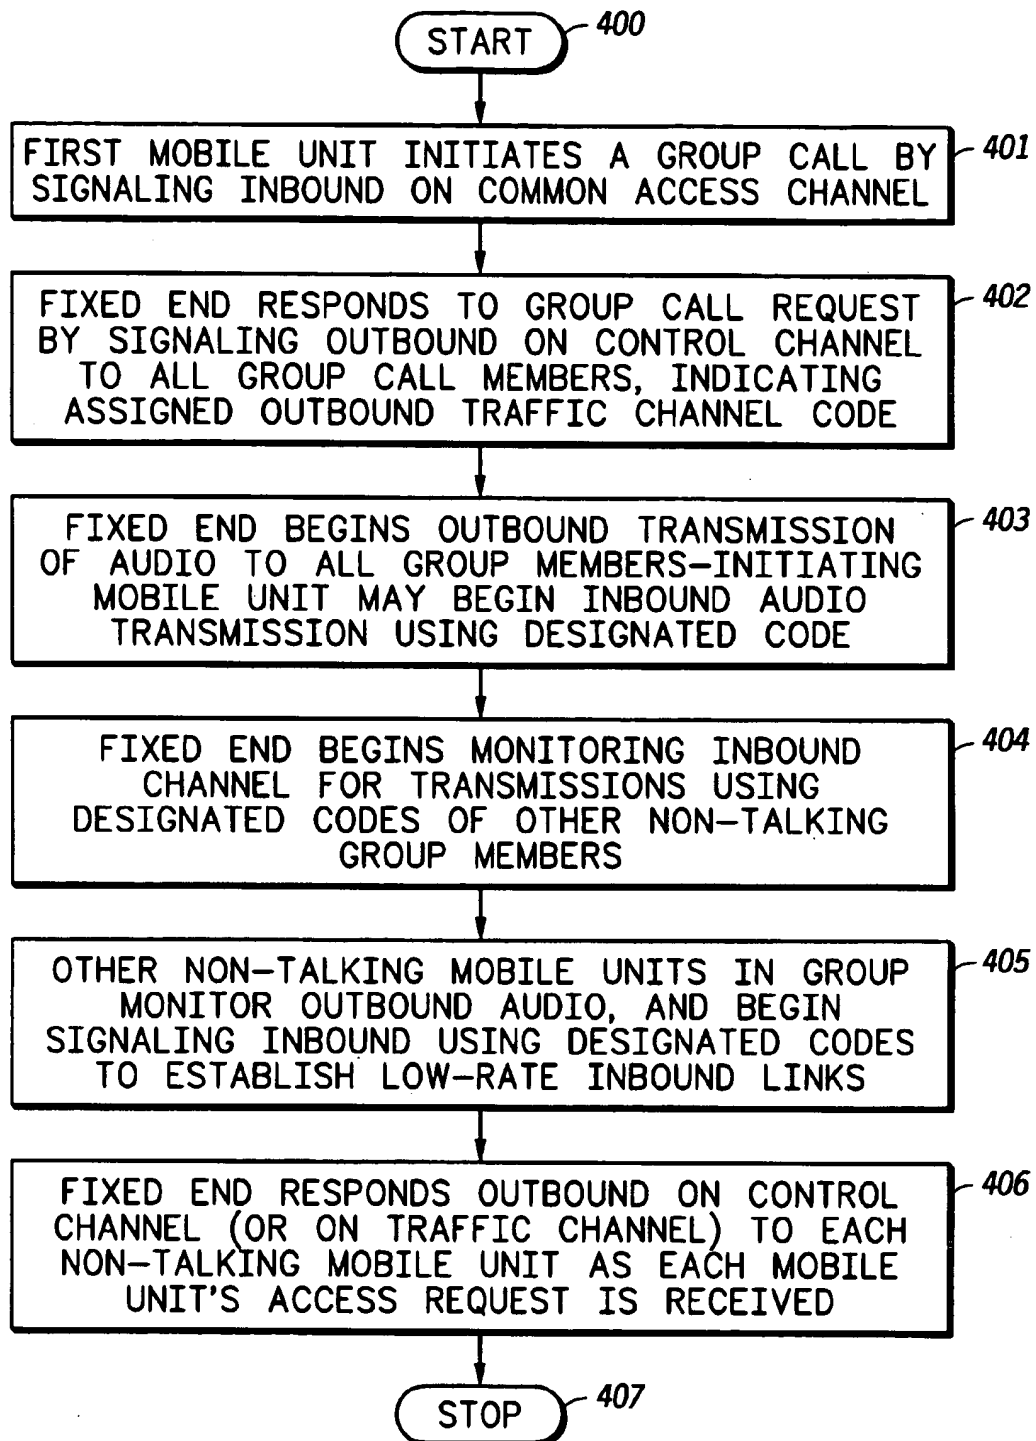 START
400
FIRST MOBILE UNIT INITIATES A GROUP CALL BY
SIGNALING INBOUND ON COMMON ACCESS CHANNEL
401
FIXED END RESPONDS TO GROUP CALL REQUEST
BY SIGNALING OUTBOUND ON CONTROL CHANNEL
TO ALL GROUP CALL MEMBERS, INDICATING
ASSIGNED OUTBOUND TRAFFIC CHANNEL CODE
402
FIXED END BEGINS OUTBOUND TRANSMISSION
OF AUDIO TO ALL GROUP MEMBERS-INITIATING
MOBILE UNIT MAY BEGIN INBOUND AUDIO
TRANSMISSION USING DESIGNATED CODE
403
FIXED END BEGINS MONITORING INBOUND
CHANNEL FOR TRANSMISSIONS USING
DESIGNATED CODES OF OTHER NON-TALKING
GROUP MEMBERS
404
OTHER NON-TALKING MOBILE UNITS IN GROUP
MONITOR OUTBOUND AUDIO, AND BEGIN
SIGNALING INBOUND USING DESIGNATED CODES
TO ESTABLISH LOW-RATE INBOUND LINKS
405
FIXED END RESPONDS OUTBOUND ON CONTROL
CHANNEL (OR ON TRAFFIC CHANNEL) TO EACH
NON-TALKING MOBILE UNIT AS EACH MOBILE
UNIT'S ACCESS REQUEST IS RECEIVED
406
STOP
407